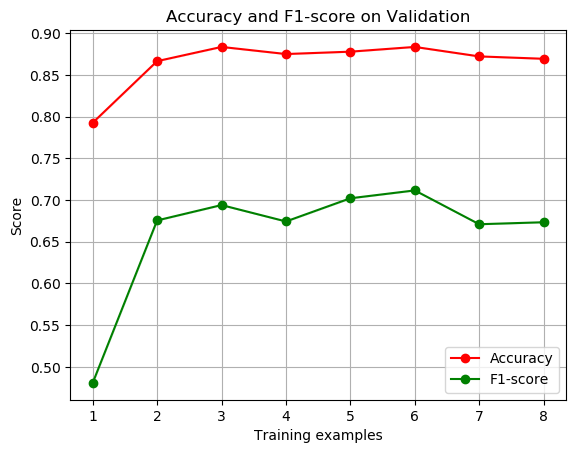 Accuracy and F1-score on Validation
0.90
0.85
0.80
0.75
0.70
0.65
0.60
0.55
0.50
Score
1 2 3 4 5 6 7 8
Training examples
Accuracy
F1-score